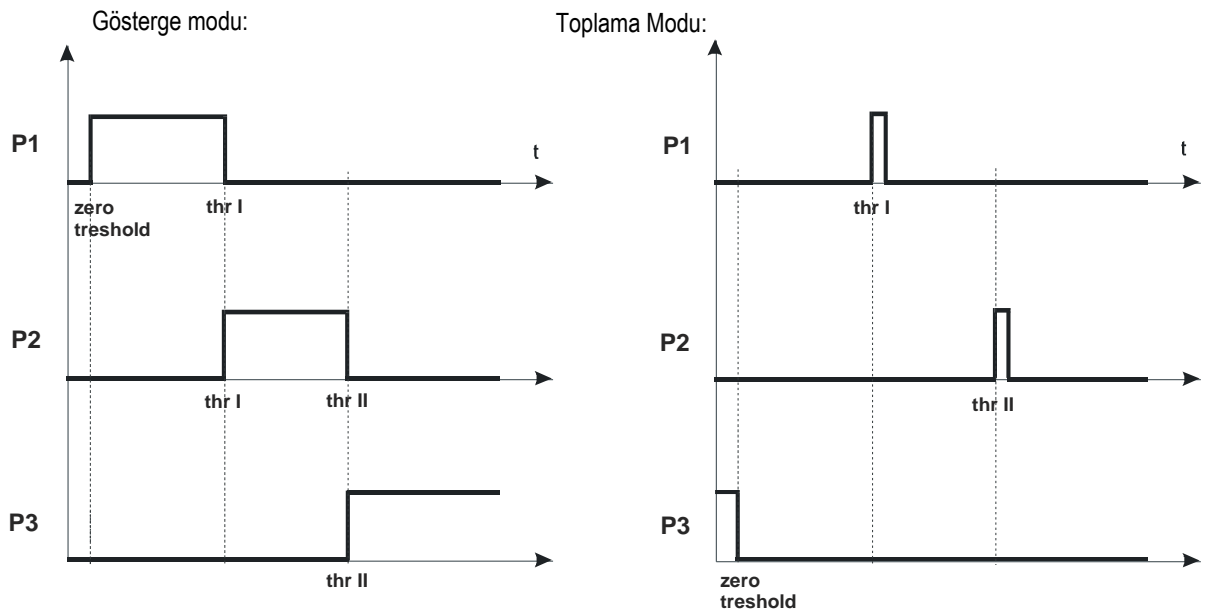 Gösterge modu:
P1
t
zero
treshold
thr I
P2
thr I
thr II
P3
thr II
Toplama Modu:
P1
t
thr I
P2
thr II
P3
zero
treshold